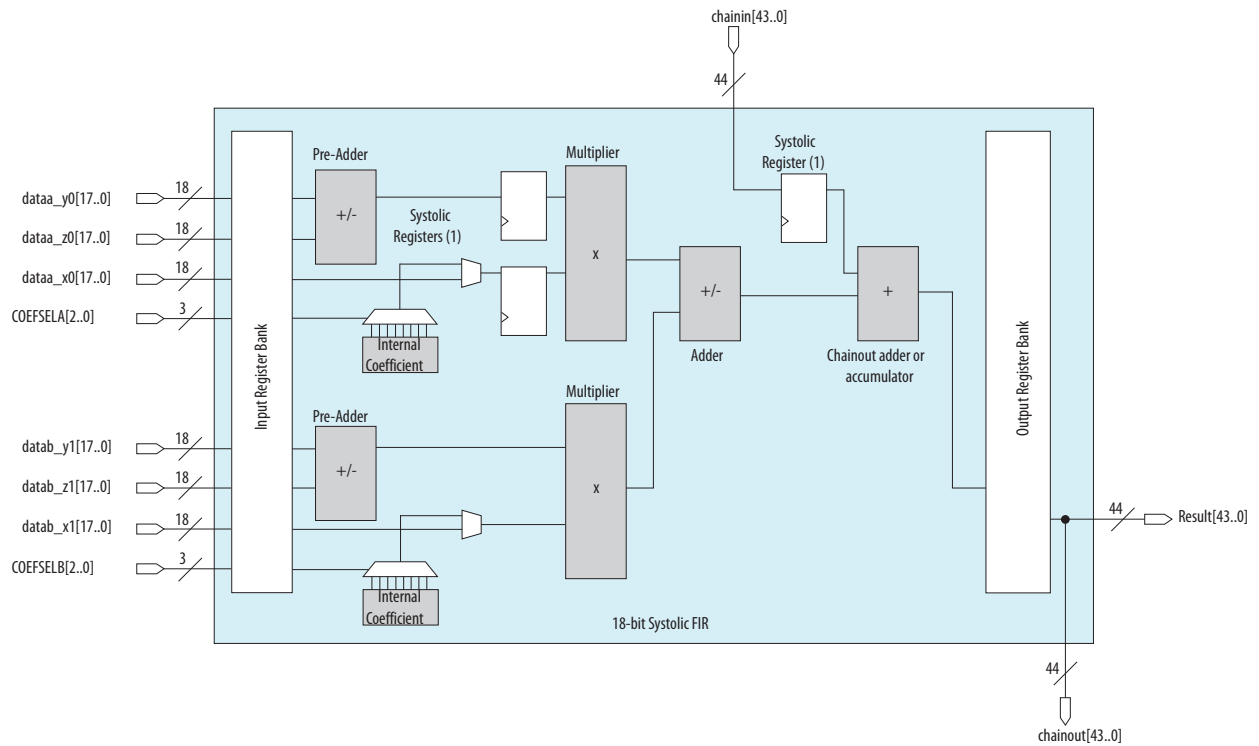 chainin[43..0]
44
Systolic
Register (1)
Pre-Adder
Multiplier
18
dataa_y0[17..0]
+/-
18
dataa_z0[17..0]
Systolic
Registers (1)
x
18
dataa_x0[17..0]
+/-
+
3
COEFSELA[2..0]
Internal
Coefficient
Adder
Chainout adder or
accumulator
Input Register Bank
Output Register Bank
Multiplier
Pre-Adder
18
datab_y1[17..0]
+/-
18
datab_z1[17..0]
x
18
datab_x1[17..0]
44
Result[43..0]
3
COEFSELB[2..0]
Internal
Coefficient
18-bit Systolic FIR
44
chainout[43..0]